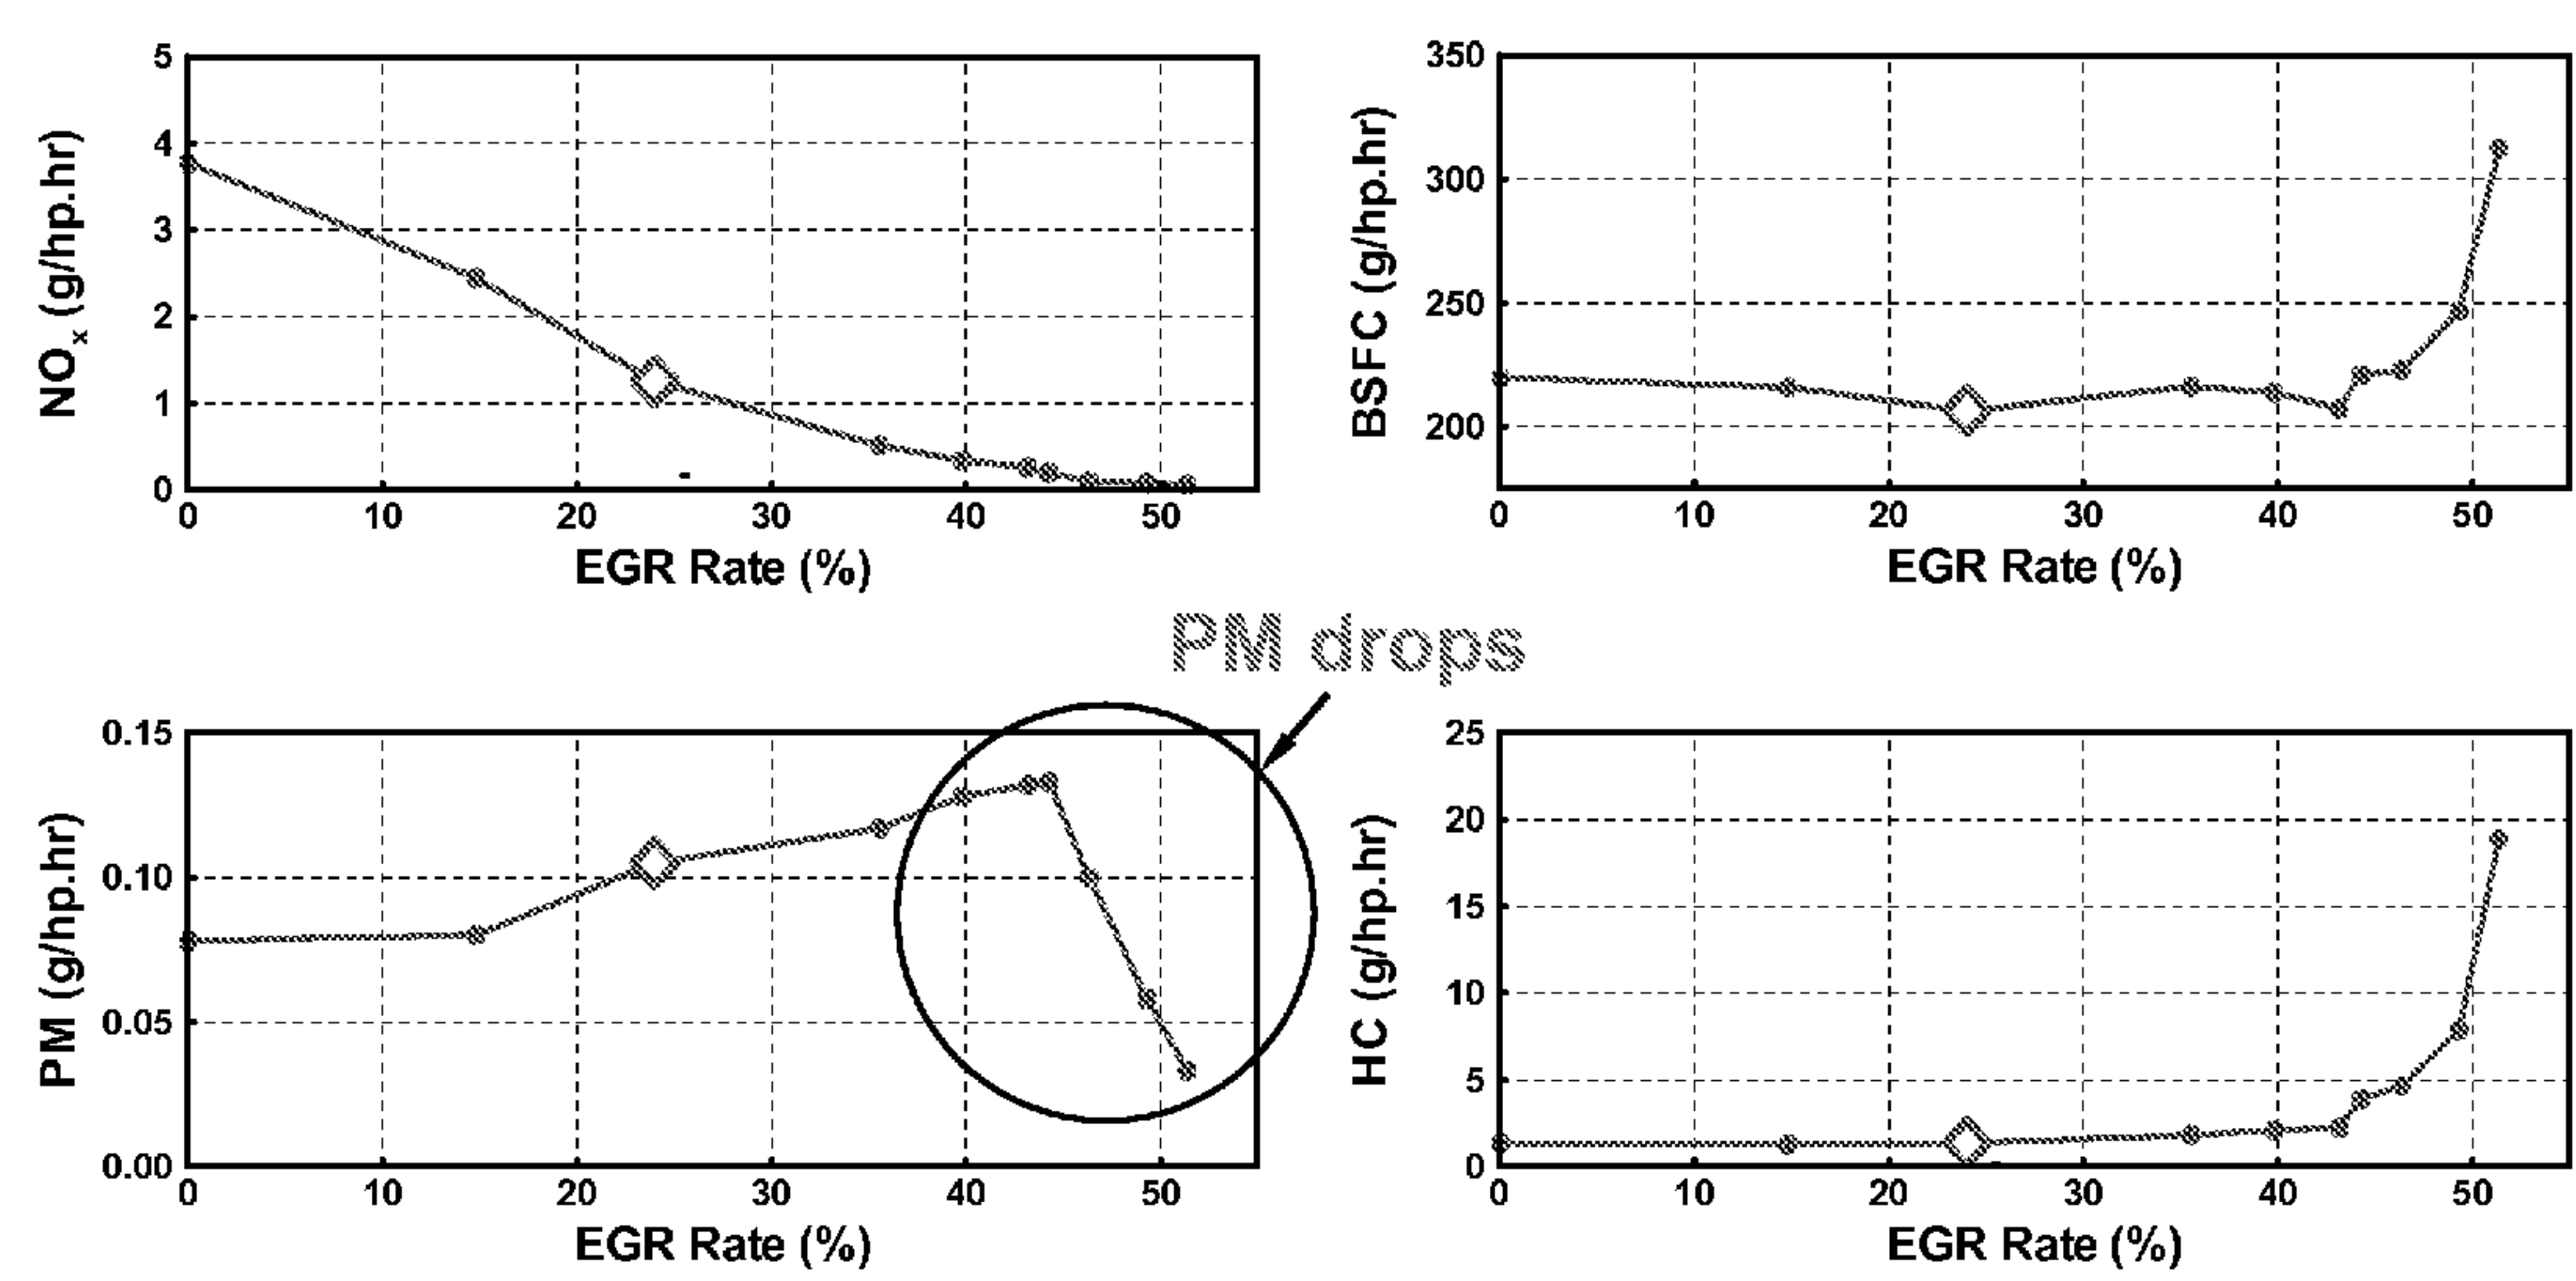 5
4
3
2
1
0
NOx (g/hp.hr)
0 10 20 30 40 50
EGR Rate (%)
350
300
250
200
BSFC (g/hp.hr)
0 10 20 30 40 50
EGR Rate (%)
PM drops
0.15
0.10
0.05
0.00
PM (g/hp.hr)
0 10 20 30 40 50
EGR Rate (%)
25
20
15
10
5
0
HC (g/hp.hr)
0 10 20 30 40 50
EGR Rate (%)